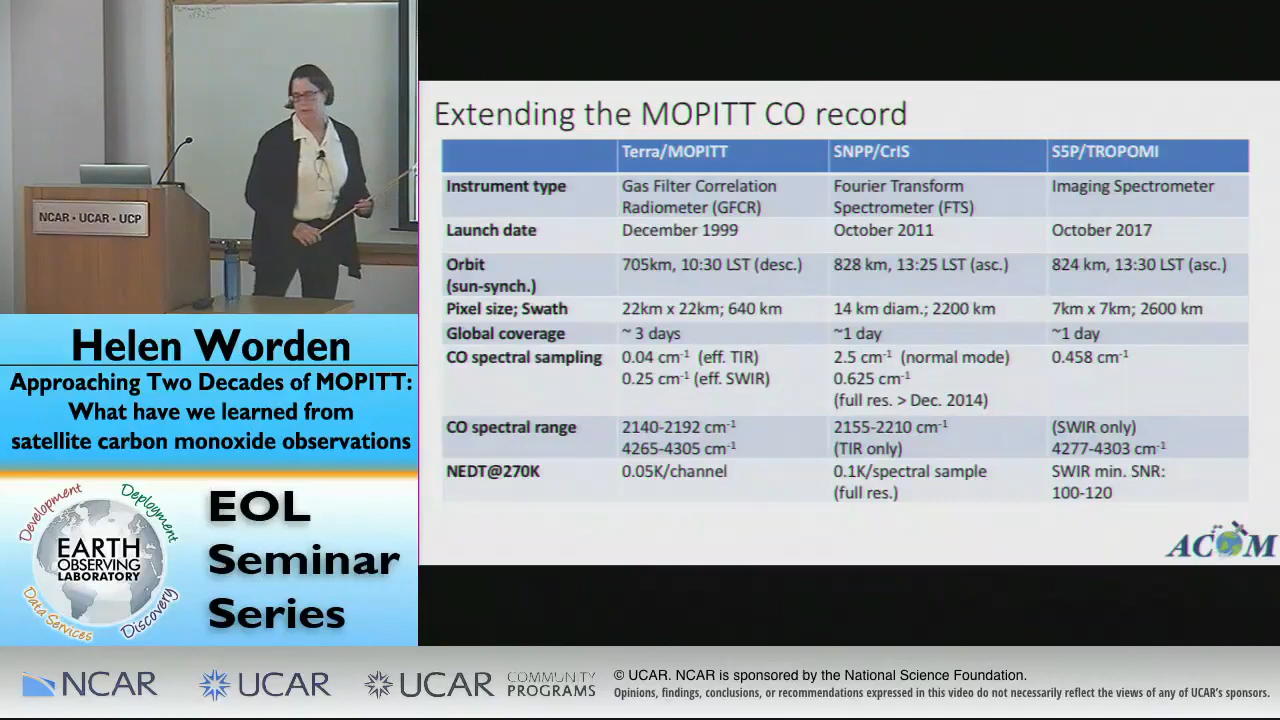 NCAR • UCAR • UCP
Helen Worden
Approaching Two Decades of MOPITT:
What have we learned from
satellite carbon monoxide observations
Development
Deployment
EARTH
OBSERVING
LABORATORY
Data Services
Discovery
EOL
Seminar
Series
Extending the MOPITT CO record
Terra/MOPITT SNPP/CrIS S5P/TROPOMI
Instrument type Gas Filter Correlation Fourier Transform Imaging Spectrometer
Radiometer (GFCR) Spectrometer (FTS)
Launch date December 1999 October 2011 October 2017
Orbit 705km, 10:30 LST (desc.) 828 km, 13:25 LST (asc.) 824 km, 13:30 LST (asc.)
(sun-synch.)
Pixel size; Swath 22km x 22km; 640 km 14 km diam.; 2200 km 7km x 7km; 2600 km
Global coverage ~ 3 days ~1 day ~1 day
CO spectral sampling 0.04 cm⁻¹ (eff. TIR) 2.5 cm⁻¹ (normal mode) 0.458 cm⁻¹
0.25 cm⁻¹ (eff. SWIR) 0.625 cm⁻¹
(full res. > Dec. 2014)
CO spectral range 2140-2192 cm⁻¹ 2155-2210 cm⁻¹ (SWIR only)
4265-4305 cm⁻¹ (TIR only) 4277-4303 cm⁻¹
NEDT@270K 0.05K/channel 0.1K/spectral sample SWIR min. SNR:
(full res.) 100-120
ACOM
NCAR UCAR UCAR COMMUNITY
PROGRAMS
© UCAR. NCAR is sponsored by the National Science Foundation.
Opinions, findings, conclusions, or recommendations expressed in this video do not necessarily reflect the views of any of UCAR's sponsors.